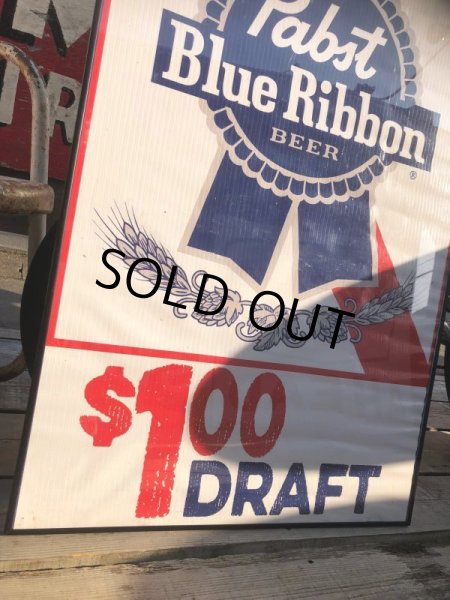 Pabst
Blue Ribbon
BEER
®
SOLD OUT
$1.00
DRAFT